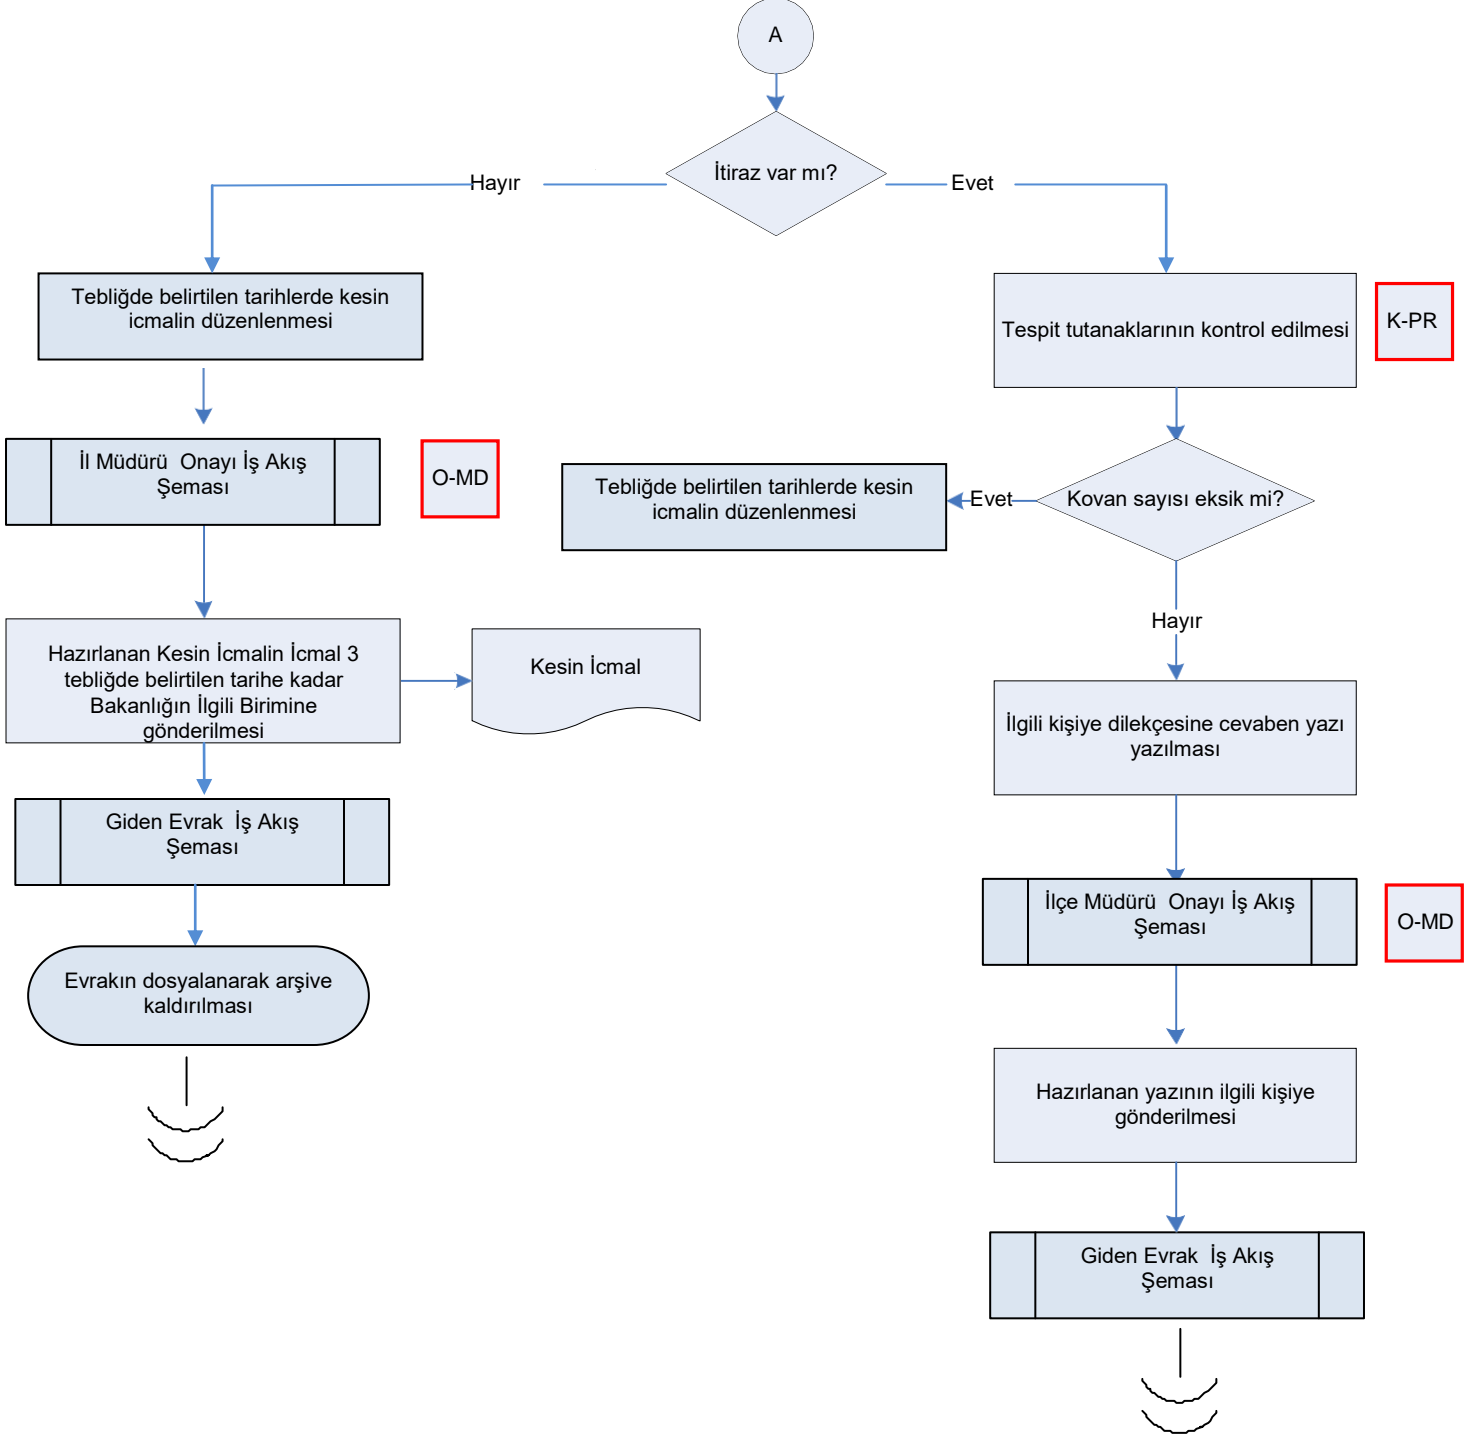 A
İtiraz var mı?
Hayır
Evet
Tebliğde belirtilen tarihlerde kesin
icmalin düzenlenmesi
Tespit tutanaklarının kontrol edilmesi
K-PR
İl Müdürü  Onayı İş Akış
Şeması
O-MD
Tebliğde belirtilen tarihlerde kesin
icmalin düzenlenmesi
Evet
Kovan sayısı eksik mi?
Hayır
Hazırlanan Kesin İcmalin İcmal 3
tebliğde belirtilen tarihe kadar
Bakanlığın İlgili Birimine
gönderilmesi
Kesin İcmal
İlgili kişiye dilekçesine cevaben yazı
yazılması
Giden Evrak  İş Akış
Şeması
İlçe Müdürü  Onayı İş Akış
Şeması
O-MD
Evrakın dosyalanarak arşive
kaldırılması
Hazırlanan yazının ilgili kişiye
gönderilmesi
Giden Evrak  İş Akış
Şeması